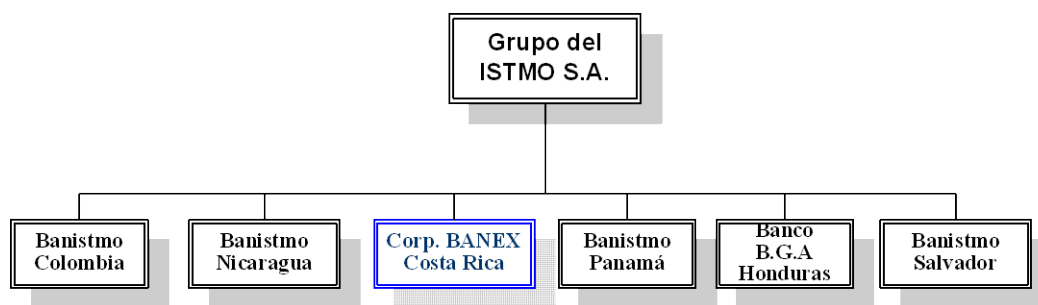 Grupo del
ISTMO S.A.
Banistmo
Colombia
Banistmo
Nicaragua
Corp. BANEX
Costa Rica
Banistmo
Panamá
Banco
B.G.A
Honduras
Banistmo
Salvador